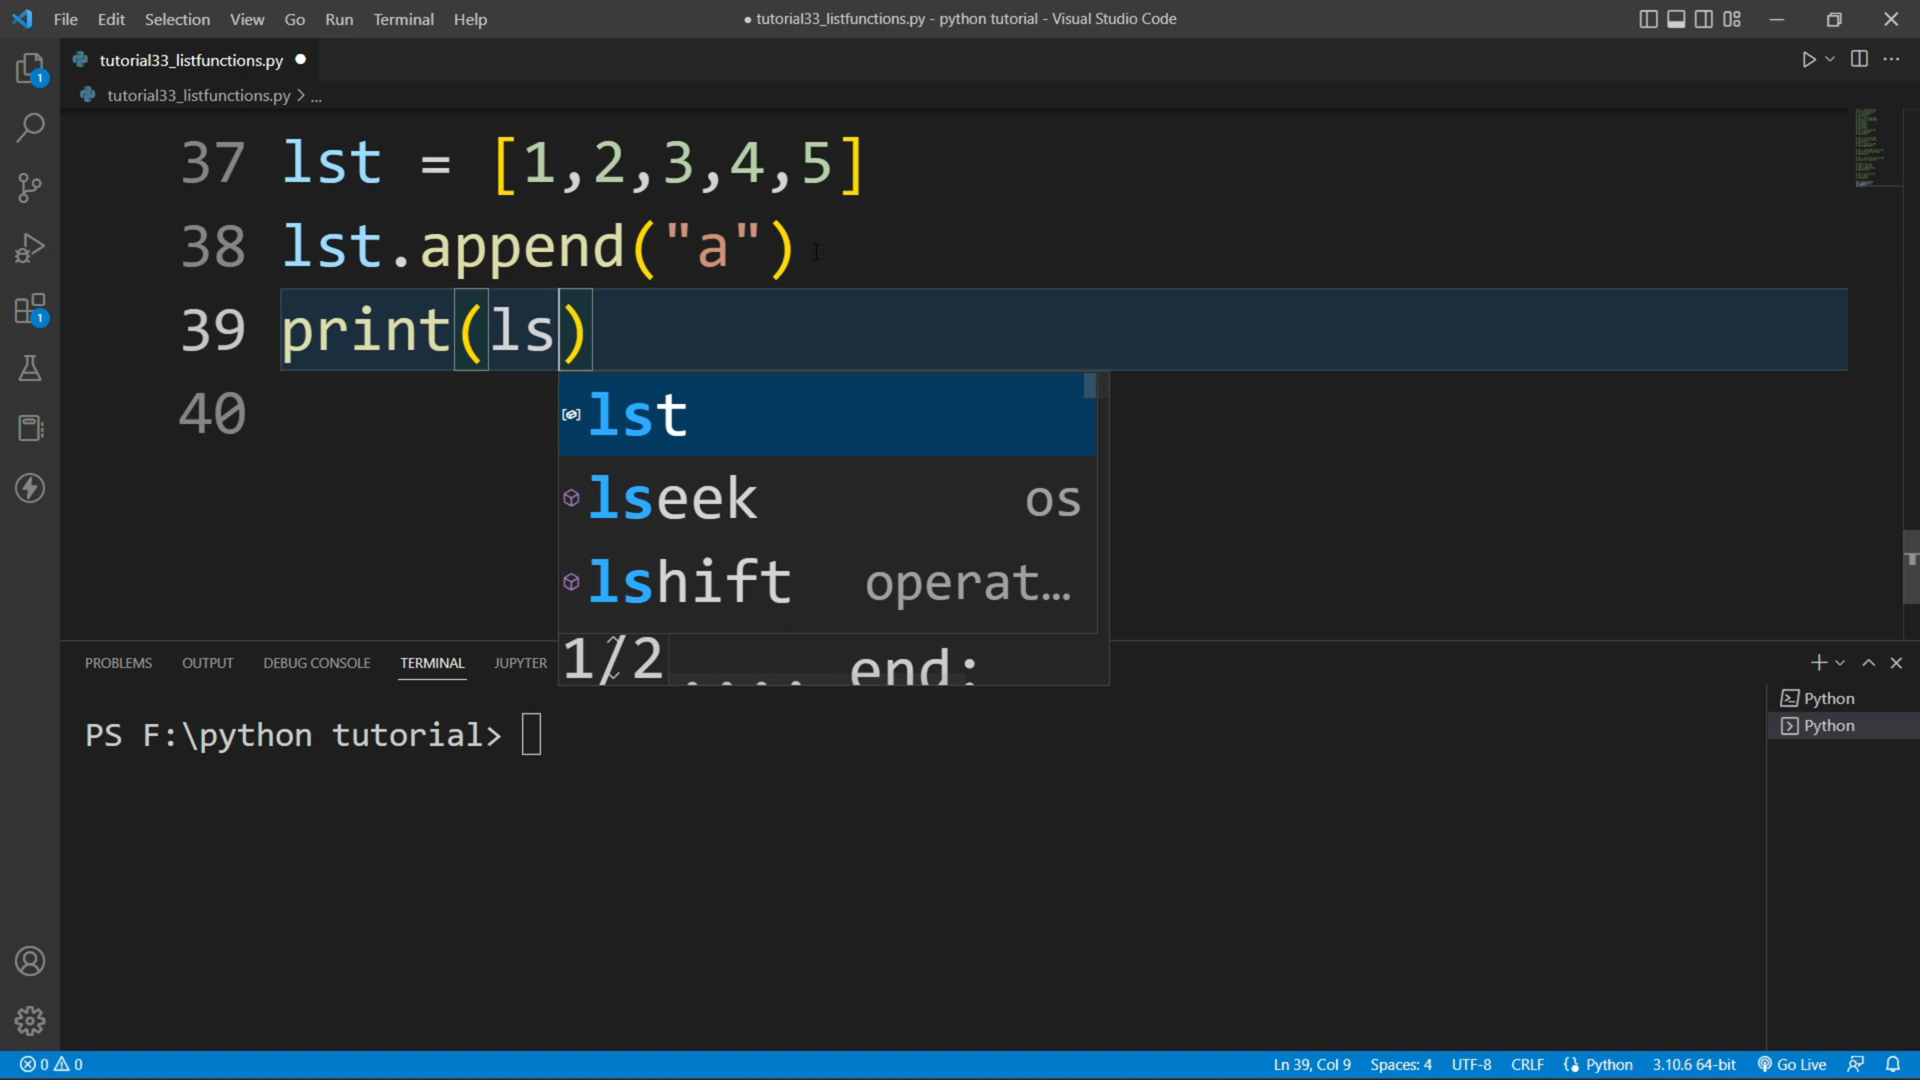 File Edit Selection View Go Run Terminal Help
● tutorial33_listfunctions.py - python tutorial - Visual Studio Code
tutorial33_listfunctions.py ●
tutorial33_listfunctions.py > ...
37 lst = [1,2,3,4,5]
38 lst.append("a")
39 print(ls)
40
lst
lseek os
lshift operat...
1/2 .... end:
PROBLEMS OUTPUT DEBUG CONSOLE TERMINAL JUPYTER
PS F:\python tutorial>
Python
Python
1
1
0 0
Ln 39, Col 9 Spaces: 4 UTF-8 CRLF Python 3.10.6 64-bit Go Live